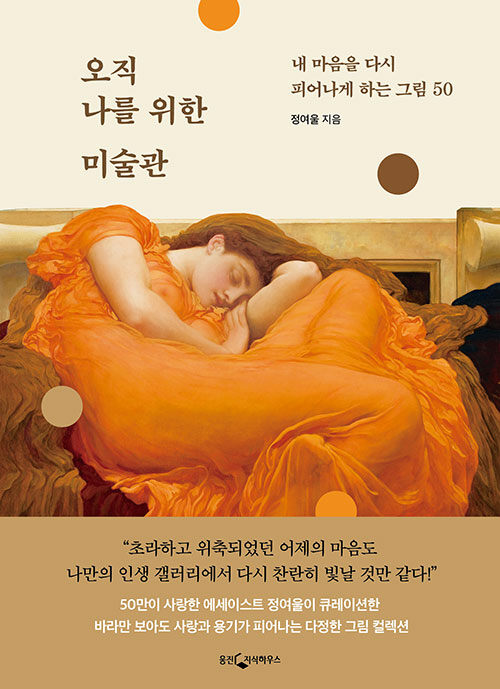 오직
나를 위한
미술관
내 마음을 다시
피어나게 하는 그림 50
정여울 지음
“초라하고 위축되었던 어제의 마음도
나만의 인생 갤러리에서 다시 찬란히 빛날 것만 같다!”
50만이 사랑한 에세이스트 정여울이 큐레이션한
바라만 보아도 사랑과 용기가 피어나는 다정한 그림 컬렉션
웅진지식하우스